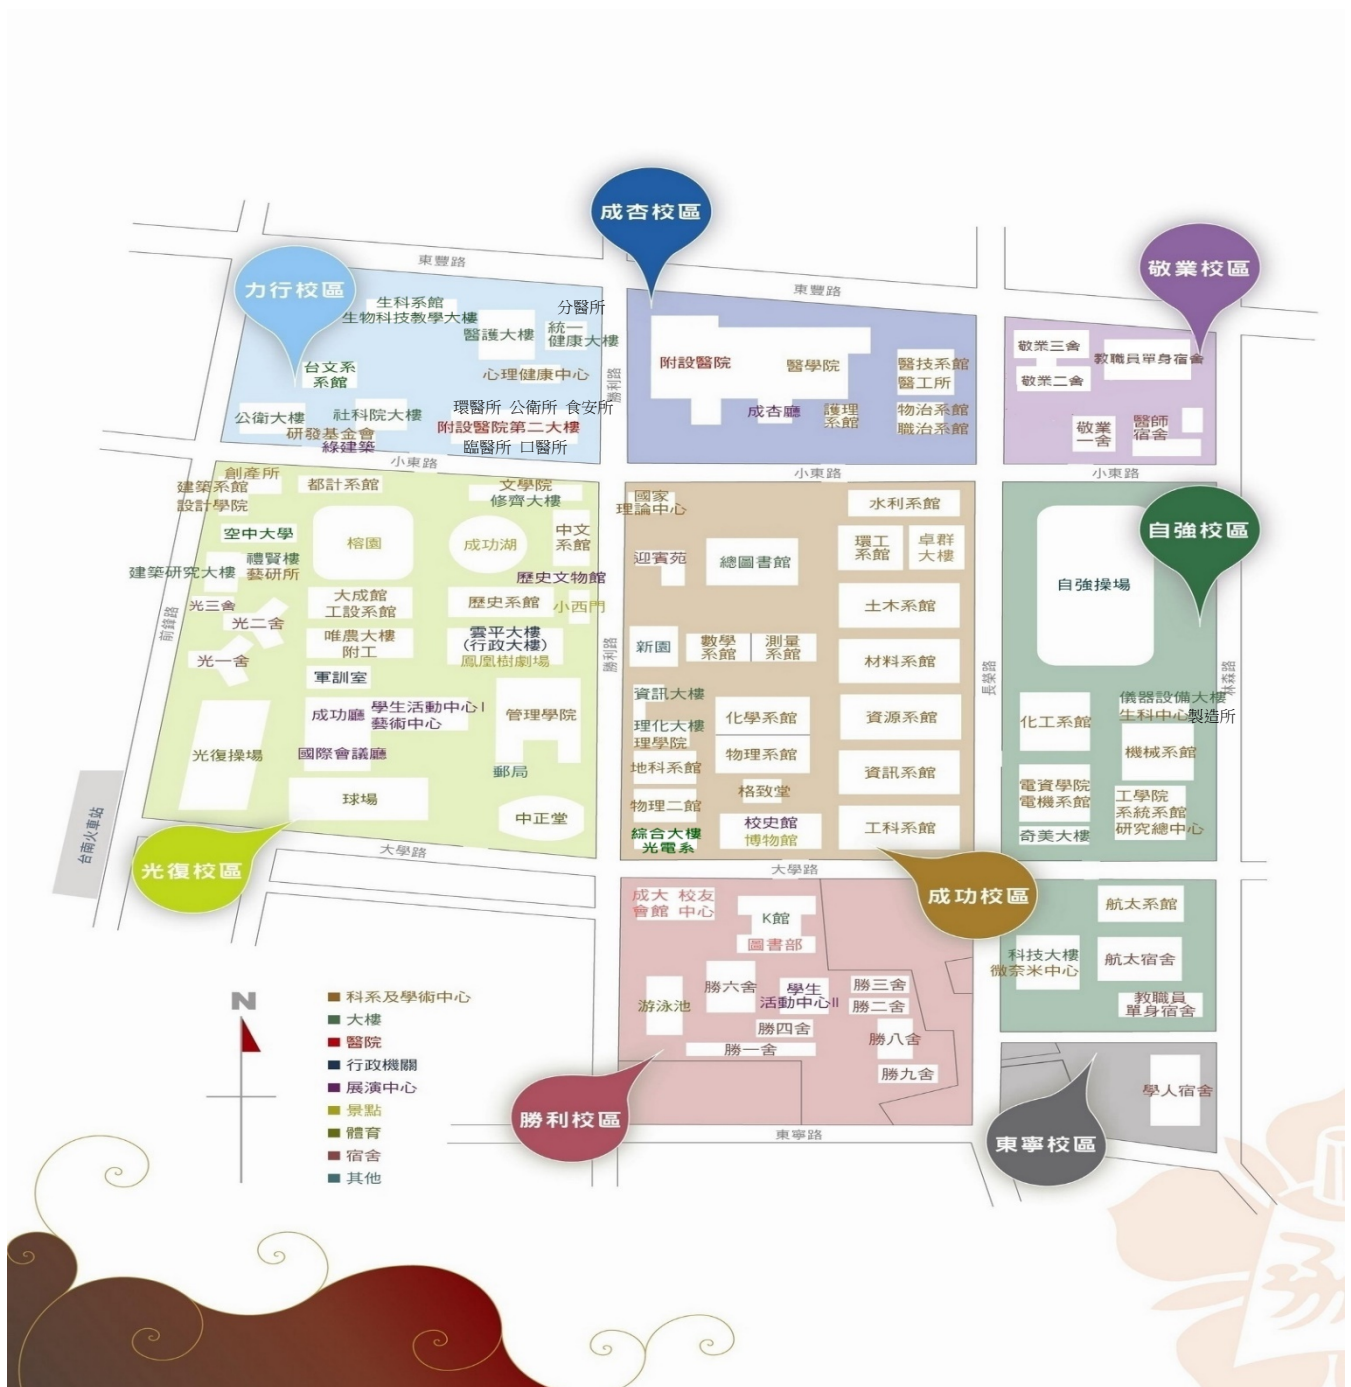 成杏校區
敬業校區
力行校區
東豐路
東豐路
生科系館
生物科技教學大樓
醫護大樓
分醫所
統一
健康大樓
台文系
系館
心理健康中心
公衛大樓
社科院大樓
研發基金會
綠建築
環醫所 公衛所 食安所
附設醫院第二大樓
臨醫所 口醫所
勝利路
附設醫院
醫學院
成杏廳
護理
系館
醫技系館
醫工所
物治系館
職治系館
敬業三舍
敬業二舍
教職員單身宿舍
敬業
一舍
醫師
宿舍
小東路
小東路
小東路
自強校區
創產所
建築系館
設計學院
都計系館
文學院
修齊大樓
空中大學
榕園
成功湖
中文
系館
禮賢樓
藝研所
建築研究大樓
歷史文物館
光三舍
大成館
工設系館
歷史系館
小西門
光二舍
唯農大樓
附工
雲平大樓
(行政大樓)
鳳凰樹劇場
光一舍
軍訓室
前鋒路
成功廳
學生活動中心I
藝術中心
管理學院
國際會議廳
光復操場
郵局
球場
中正堂
台南火車站
光復校區
大學路
勝利路
國家
理論中心
迎賓苑
總圖書館
水利系館
環工
系館
卓群
大樓
土木系館
新園
數學
系館
測量
系館
材料系館
資訊大樓
理化大樓
理學院
化學系館
資源系館
地科系館
物理系館
資訊系館
物理二館
格致堂
綜合大樓
光電系
校史館
博物館
工科系館
大學路
成功校區
長榮路
自強操場
林森路
儀器設備大樓
生科中心
製造所
化工系館
機械系館
電資學院
電機系館
工學院
系統系館
研究總中心
奇美大樓
航太系館
科技大樓
微奈米中心
航太宿舍
教職員
單身宿舍
成大
會館
校友
中心
K館
圖書部
游泳池
勝六舍
學生
活動中心II
勝三舍
勝二舍
勝四舍
勝八舍
勝一舍
勝九舍
勝利校區
東寧路
東寧校區
學人宿舍
N
科系及學術中心
大樓
醫院
行政機關
展演中心
景點
體育
宿舍
其他